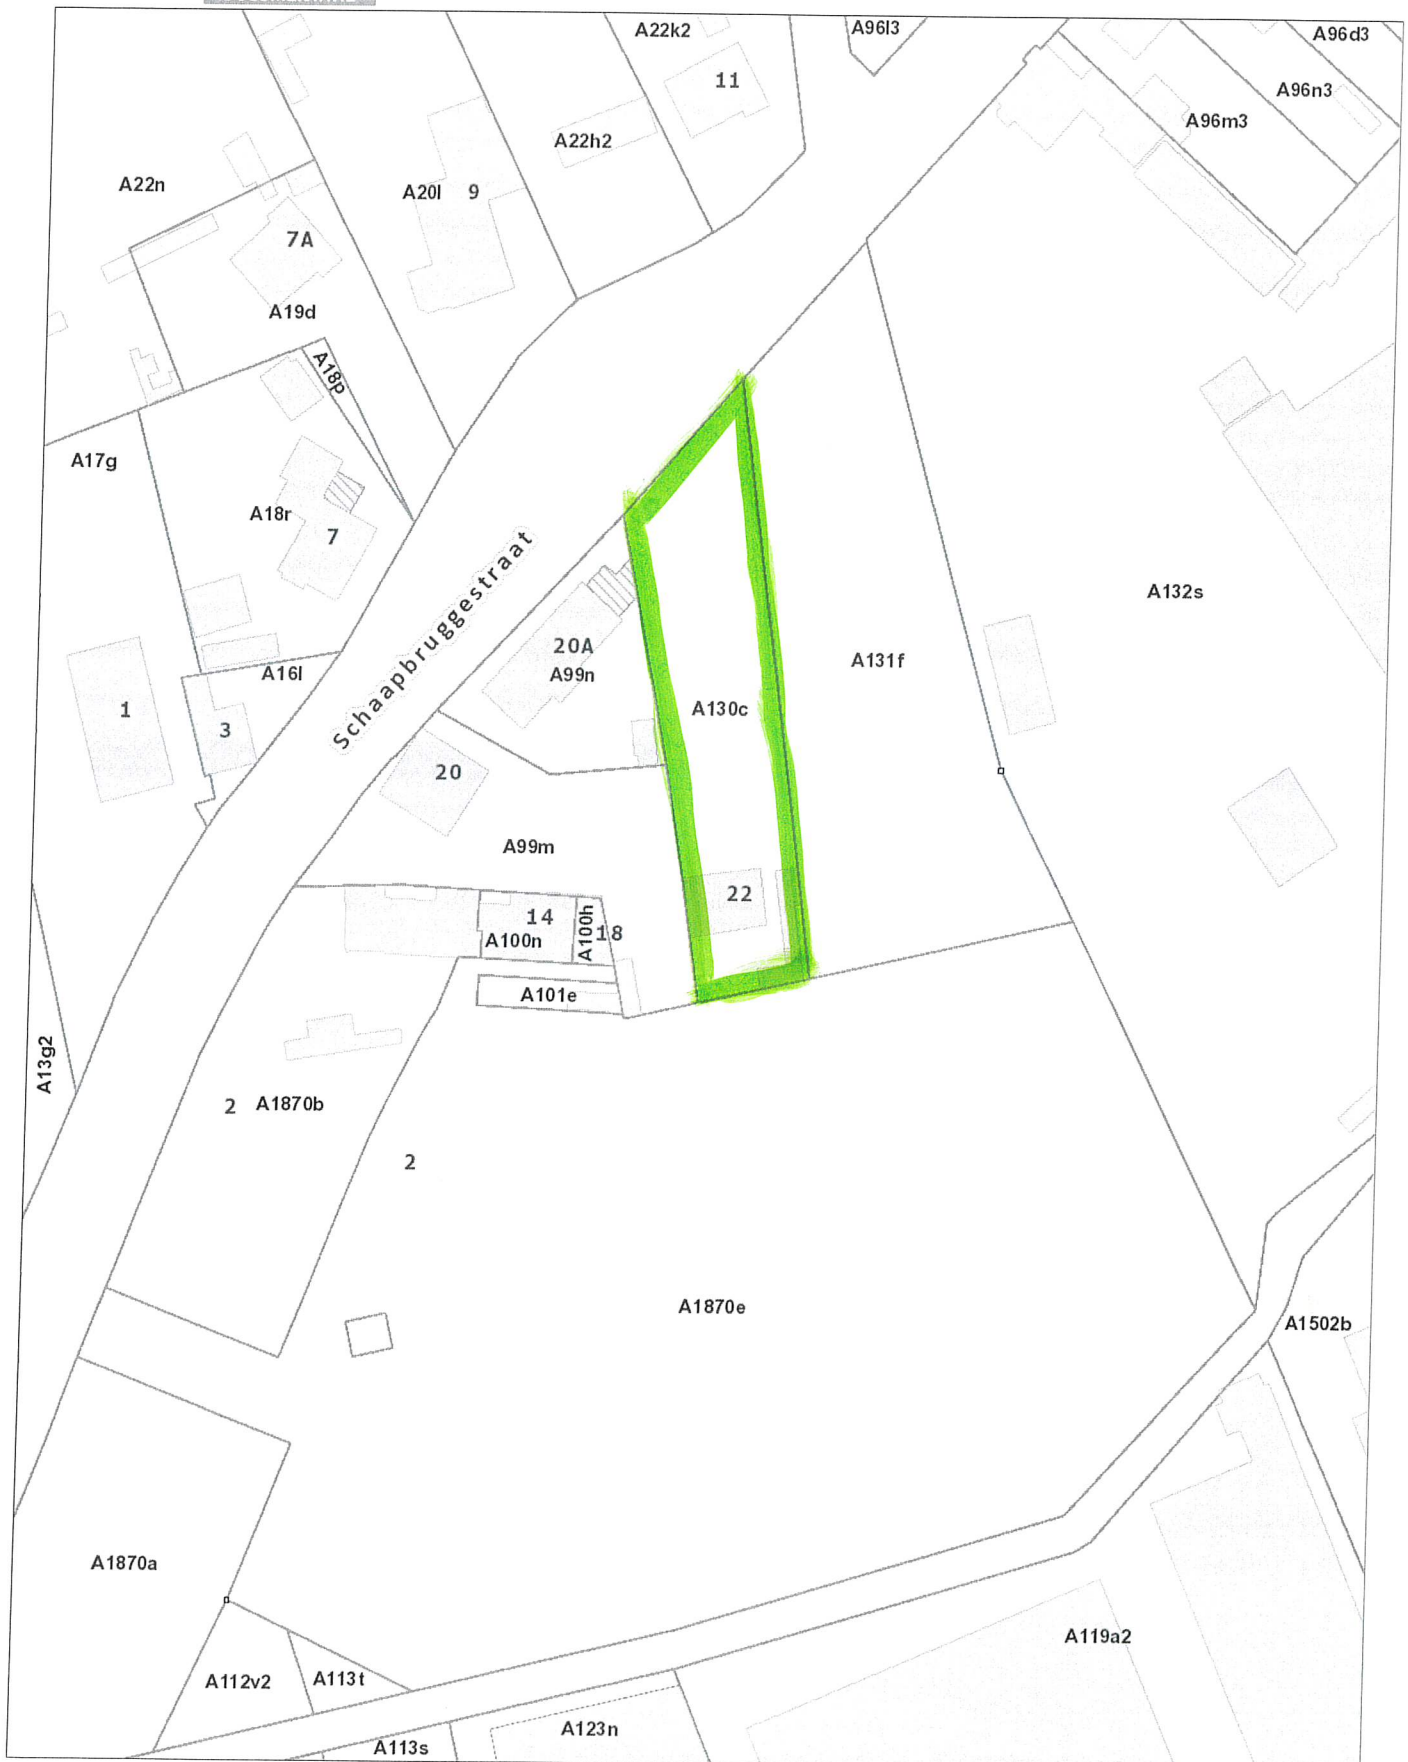 A22k2
A96l3
A96d3
11
A96n3
A96m3
A22h2
A22n
A20l 9
7A
A19d
A18p
A17g
A18r
7
Schaapbruggestraat
A132s
20A
A99n
A131f
A16l
A130c
1
3
20
A99m
22
14
A100h
18
A100n
A101e
A13g2
2 A1870b
2
A1870e
A1502b
A1870a
A119a2
A112v2
A113t
A123n
A113s